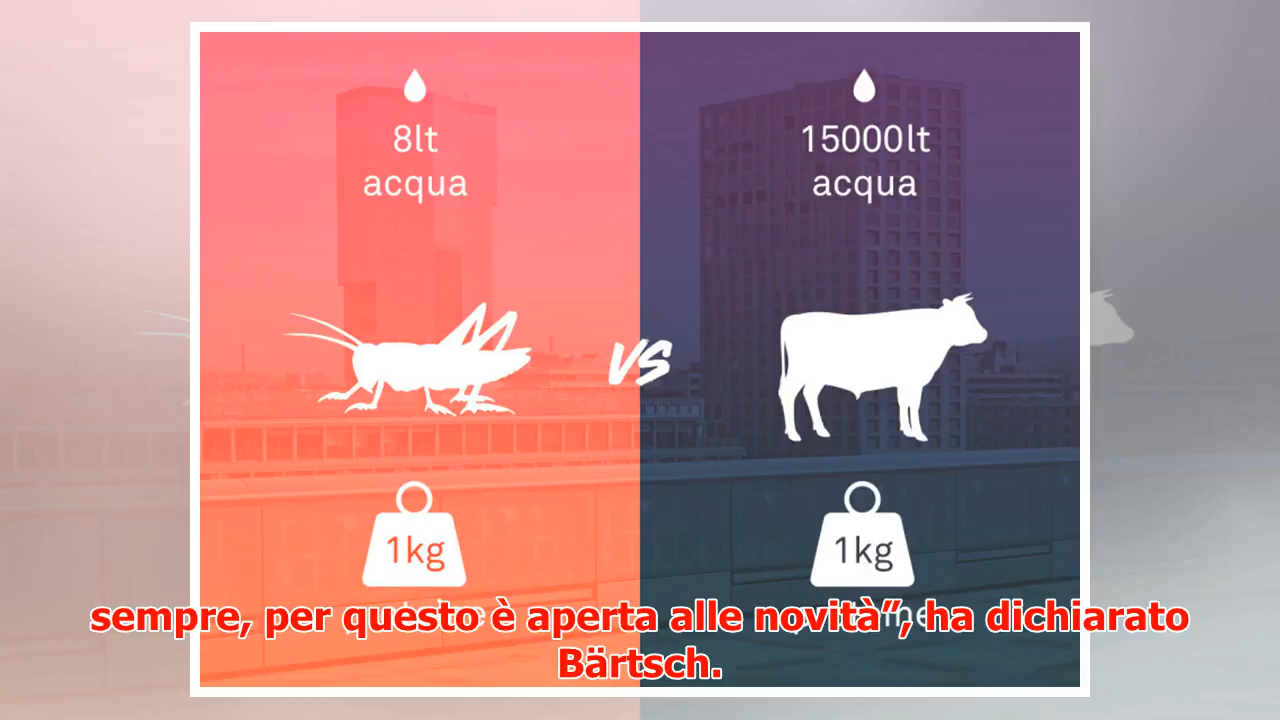 8lt
acqua
15000lt
acqua
VS
1kg
1kg
sempre, per questo è aperta alle novità”, ha dichiarato
Bärtsch.